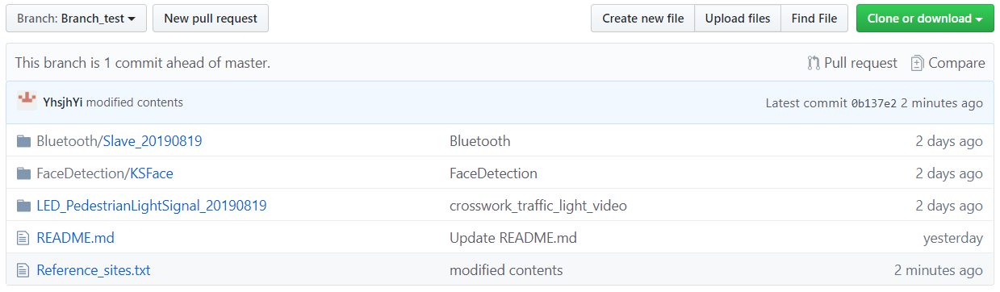 Branch: Branch_test New pull request Create new file Upload files Find File Clone or download
This branch is 1 commit ahead of master. Pull request Compare
YhsjhYi modified contents Latest commit 0b137e2 2 minutes ago
Bluetooth/Slave_20190819 Bluetooth 2 days ago
FaceDetection/KSFace FaceDetection 2 days ago
LED_PedestrianLightSignal_20190819 crosswork_traffic_light_video 2 days ago
README.md Update README.md yesterday
Reference_sites.txt modified contents 2 minutes ago